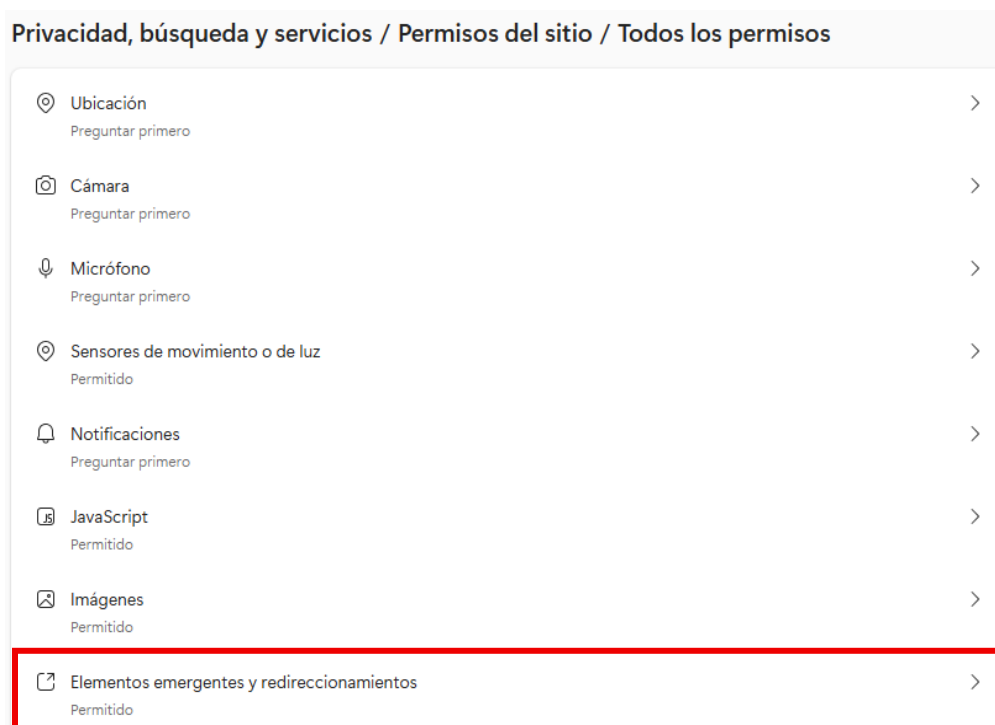 Privacidad, búsqueda y servicios / Permisos del sitio / Todos los permisos
Ubicación
Preguntar primero
Cámara
Preguntar primero
Micrófono
Preguntar primero
Sensores de movimiento o de luz
Permitido
Notificaciones
Preguntar primero
JS JavaScript
Permitido
Imágenes
Permitido
Elementos emergentes y redireccionamientos
Permitido